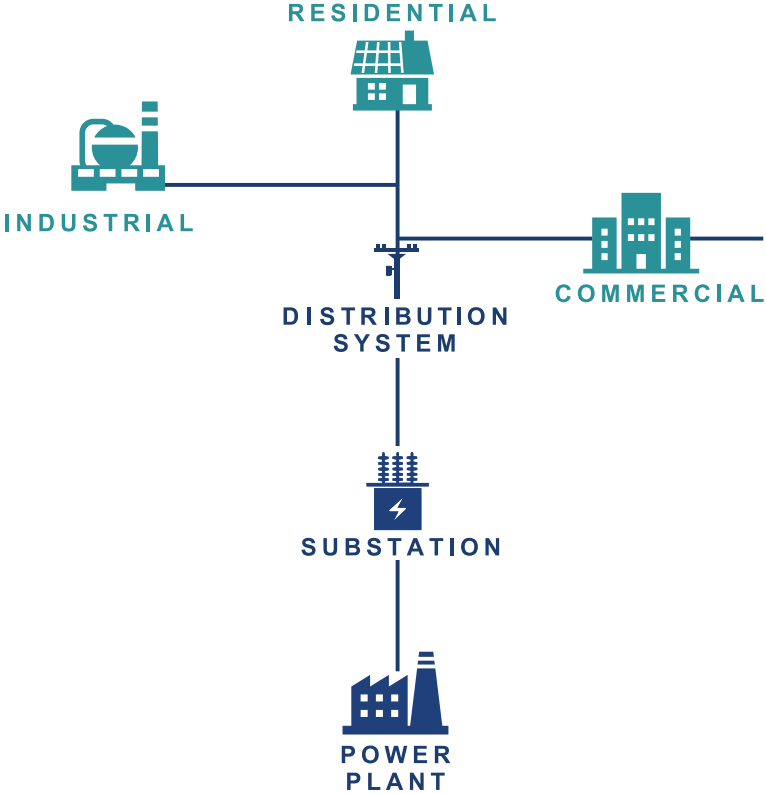 RESIDENTIAL
INDUSTRIAL
COMMERCIAL
DISTRIBUTION
SYSTEM
SUBSTATION
POWER
PLANT